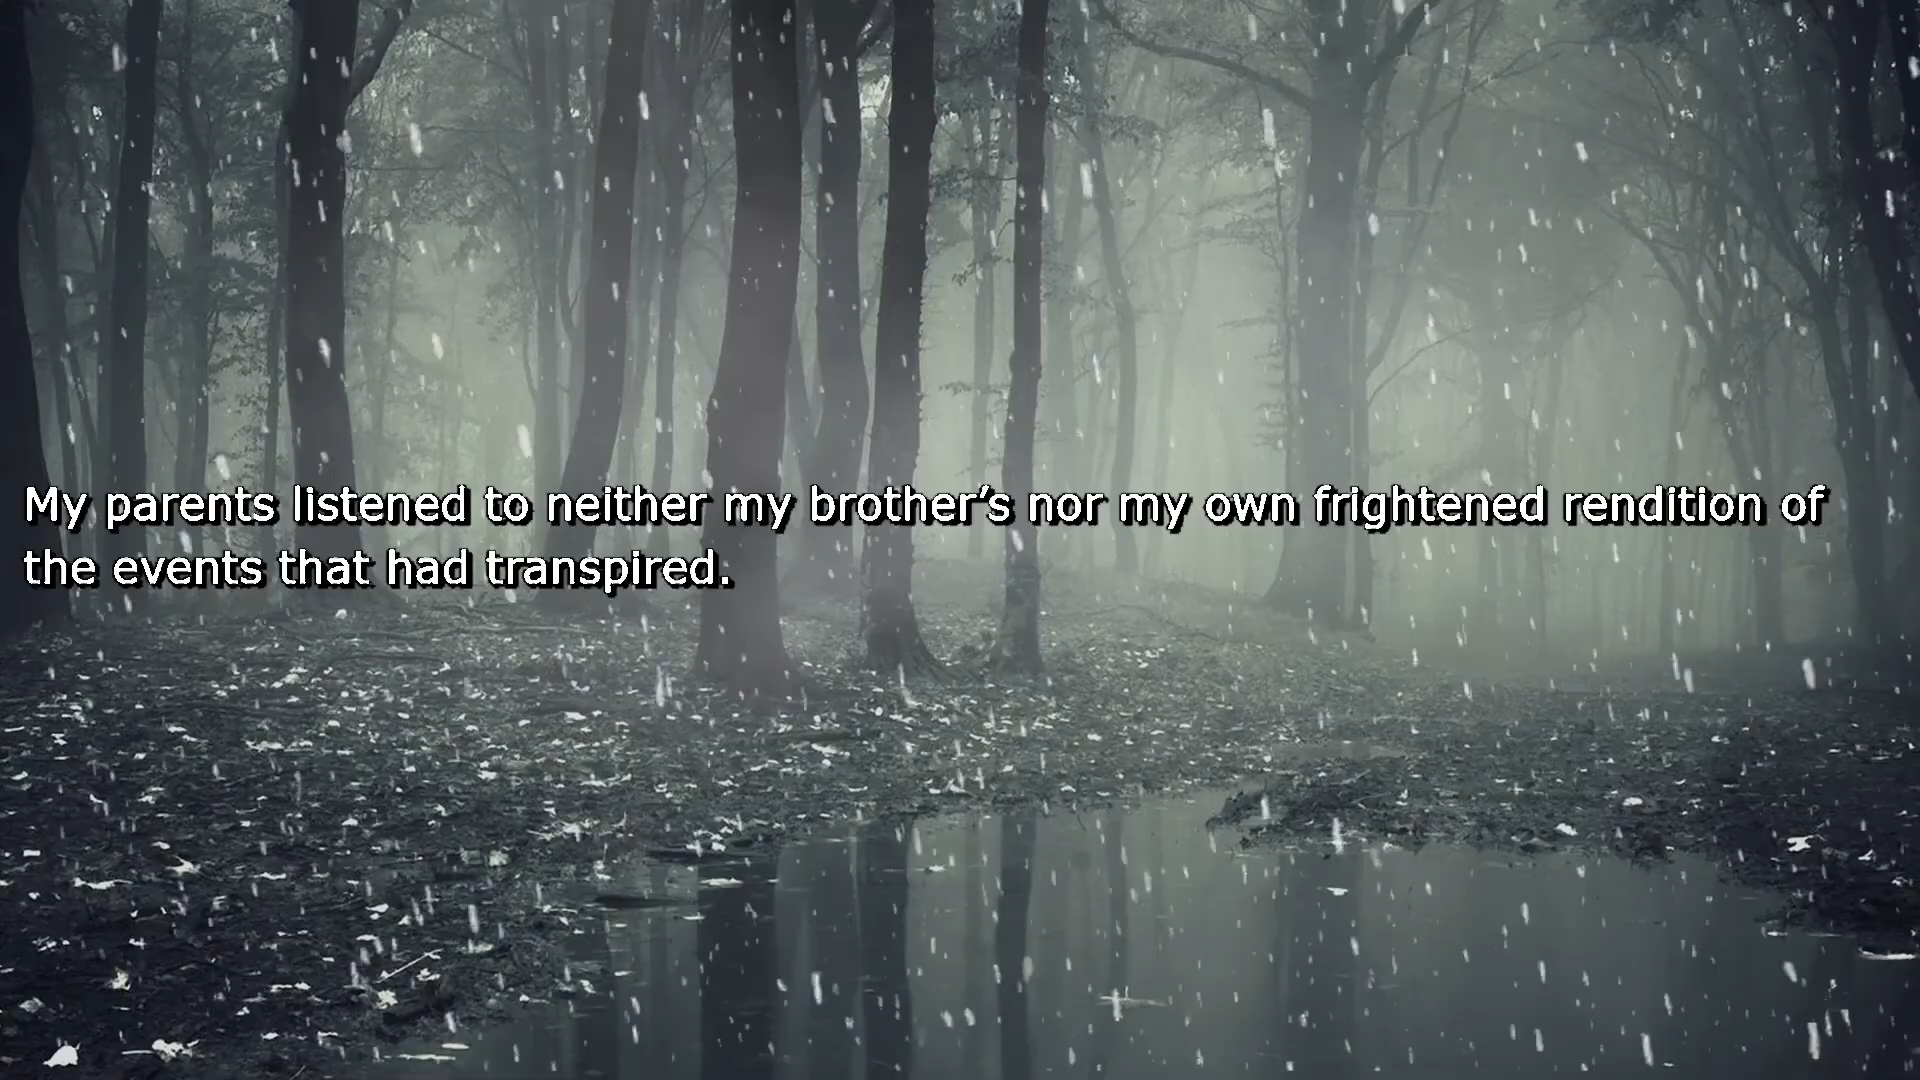 My parents listened to neither my brother’s nor my own frightened rendition of
the events that had transpired.